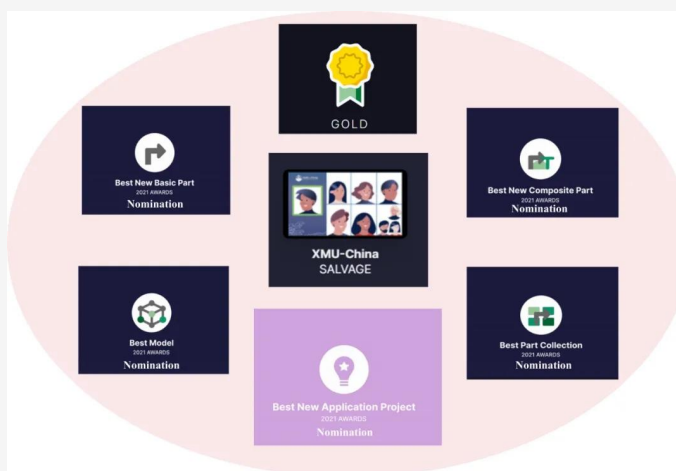 GOLD
Best New Basic Part
2021 AWARDS
Nomination
Best New Composite Part
2021 AWARDS
Nomination
XMU-China
SALVAGE
Best Model
2021 AWARDS
Nomination
Best Part Collection
2021 AWARDS
Nomination
Best New Application Project
2021 AWARDS
Nomination